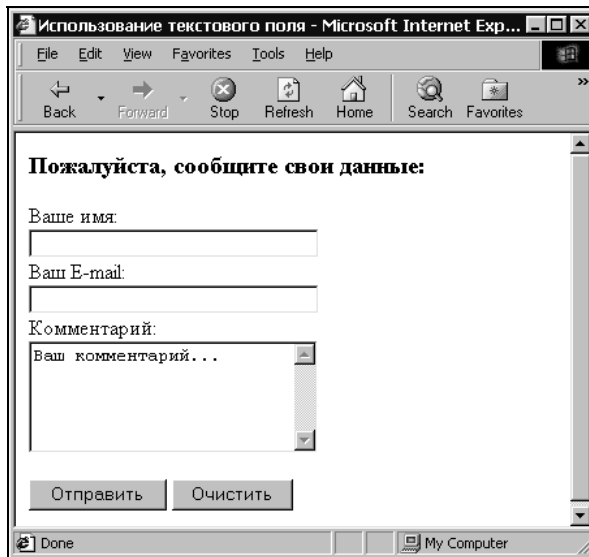 Использование текстового поля - Microsoft Internet Exp...
File Edit View Favorites Tools Help
Back Forward Stop Refresh Home Search Favorites »
Пожалуйста, сообщите свои данные:
Ваше имя:
Ваш E-mail:
Комментарий:
Ваш комментарий...
Отправить Очистить
Done My Computer